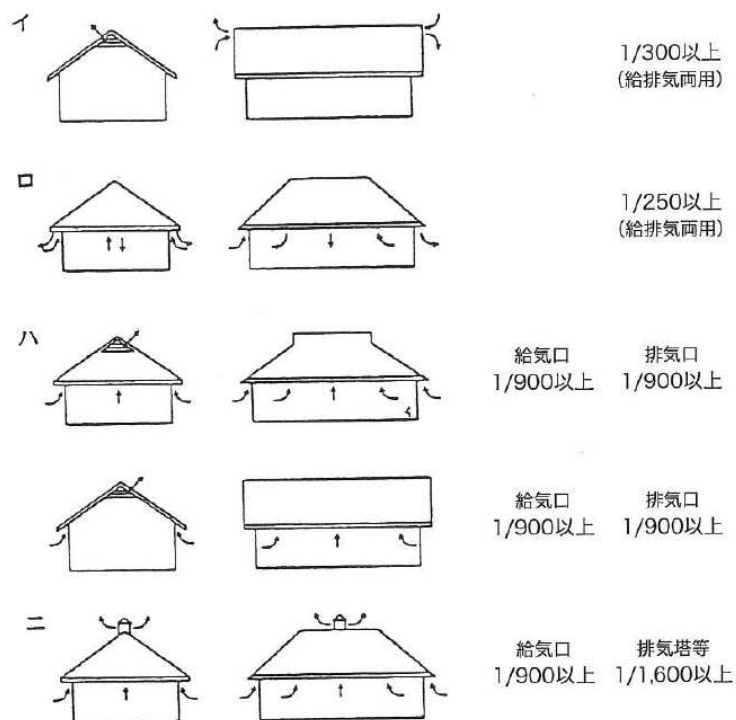 イ
1/300以上
(給排気両用)
ロ
1/250以上
(給排気両用)
ハ
給気口 排気口
1/900以上 1/900以上
給気口 排気口
1/900以上 1/900以上
ニ
給気口 排気塔等
1/900以上 1/1,600以上